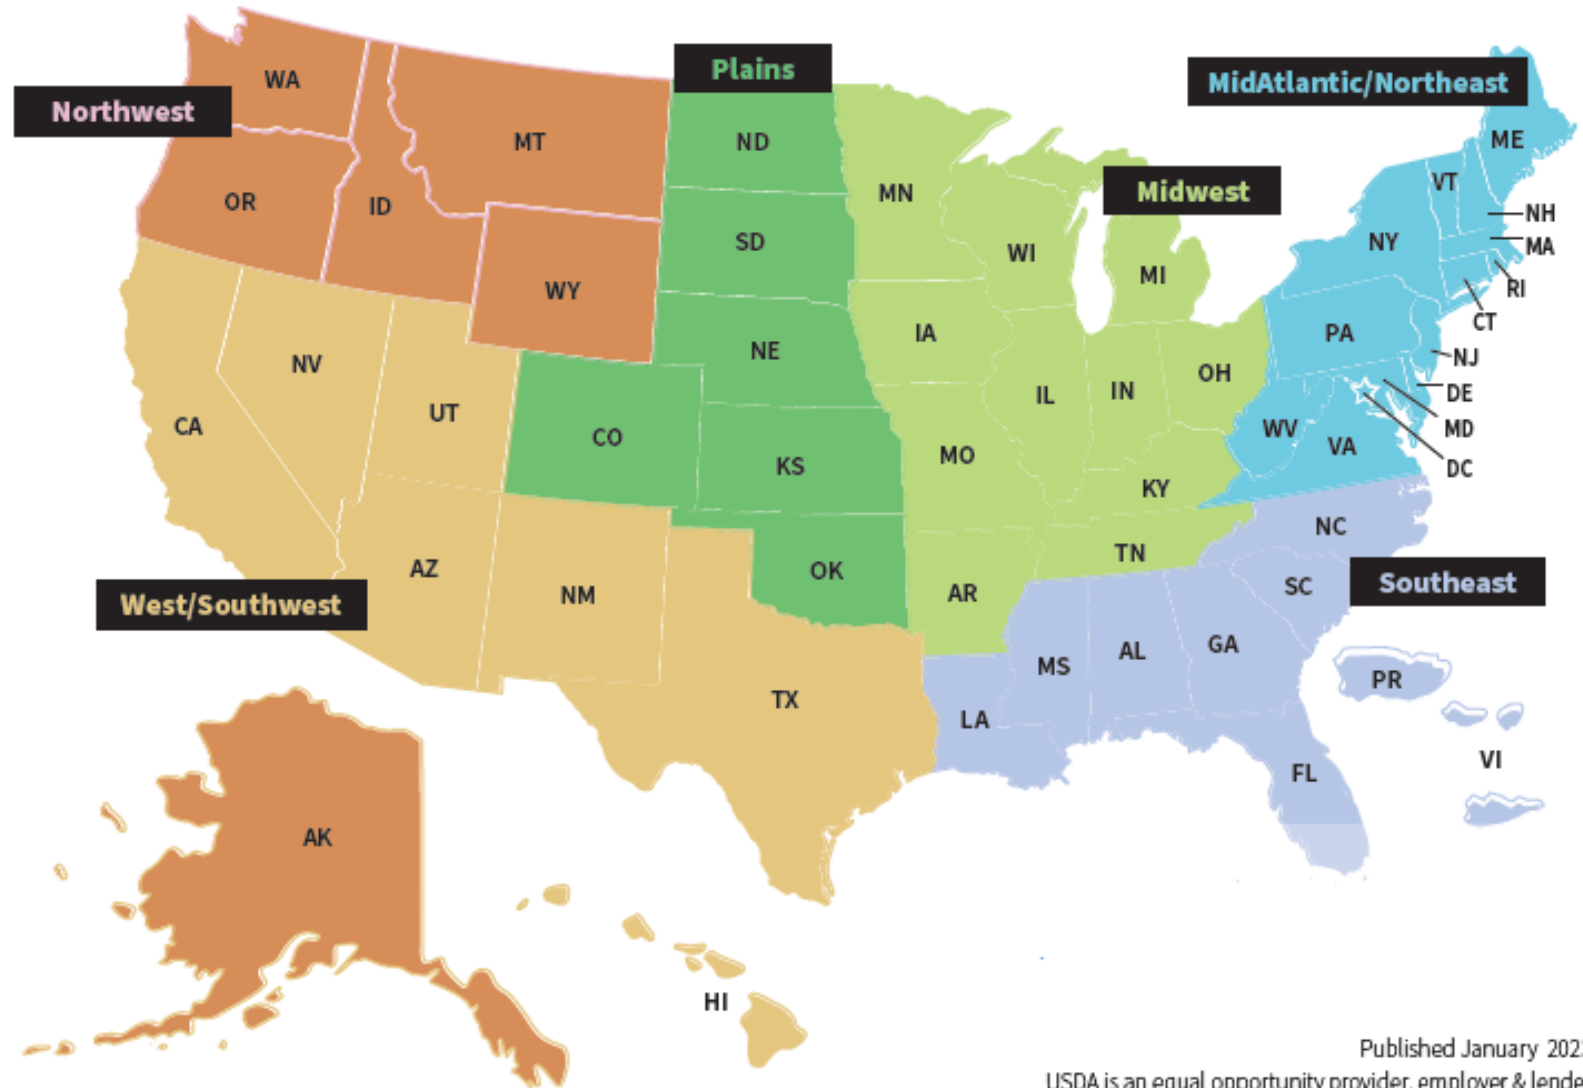 Northwest
WA
MT
OR
ID
WY
Plains
ND
SD
NE
CO
KS
OK
Midwest
MN
WI
MI
IA
IL
IN
OH
MO
KY
TN
AR
MidAtlantic/Northeast
ME
VT
NH
NY
MA
RI
CT
PA
NJ
DE
MD
WV
VA
DC
West/Southwest
NV
UT
CA
AZ
NM
TX
HI
AK
Southeast
NC
SC
MS
AL
GA
LA
FL
PR
VI
Published January
USDA is an equal opportunity provider, employer &